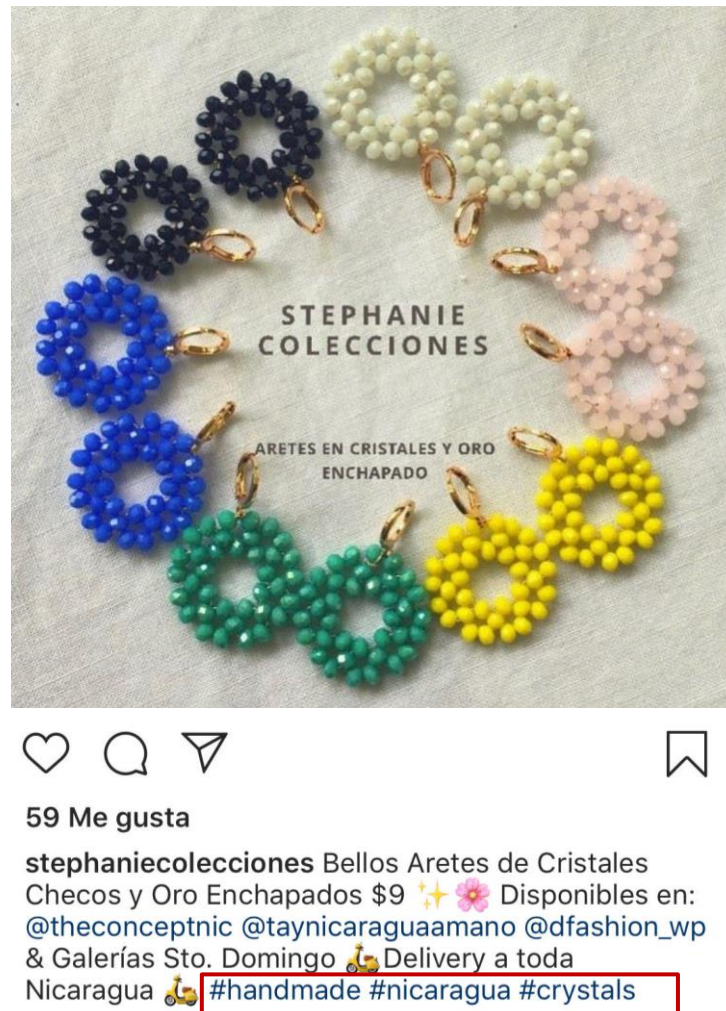 STEPHANIE
COLECCIONES
ARETES EN CRISTALES Y ORO
ENCHAPADO
59 Me gusta
stephaniecolecciones Bellos Aretes de Cristales
Checos y Oro Enchapados $9 ✨ 🌸 Disponibles en:
@theconceptnic @taynicaraguaamano @dfashion_wp
& Galerías Sto. Domingo 🛵 Delivery a toda
Nicaragua 🛵 #handmade #nicaragua #crystals